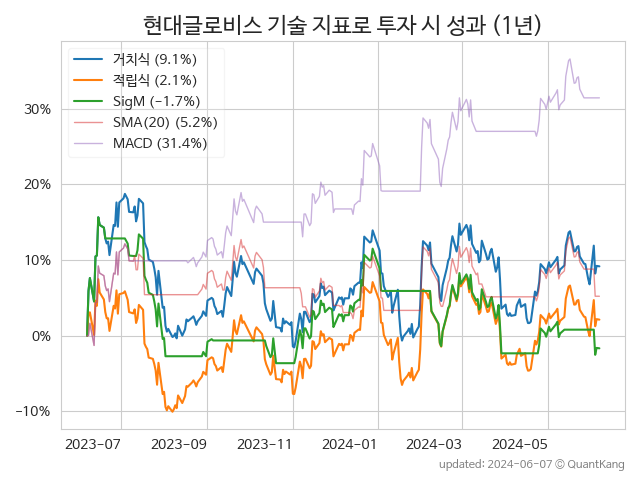 현대글로비스 기술 지표로 투자 시 성과 (1년)
거치식 (9.1%)
적립식 (2.1%)
SigM (−1.7%)
SMA(20) (5.2%)
MACD (31.4%)
30%
20%
10%
0%
−10%
2023−07 2023−09 2023−11 2024−01 2024−03 2024−05
updated: 2024−06−07 © QuantKang